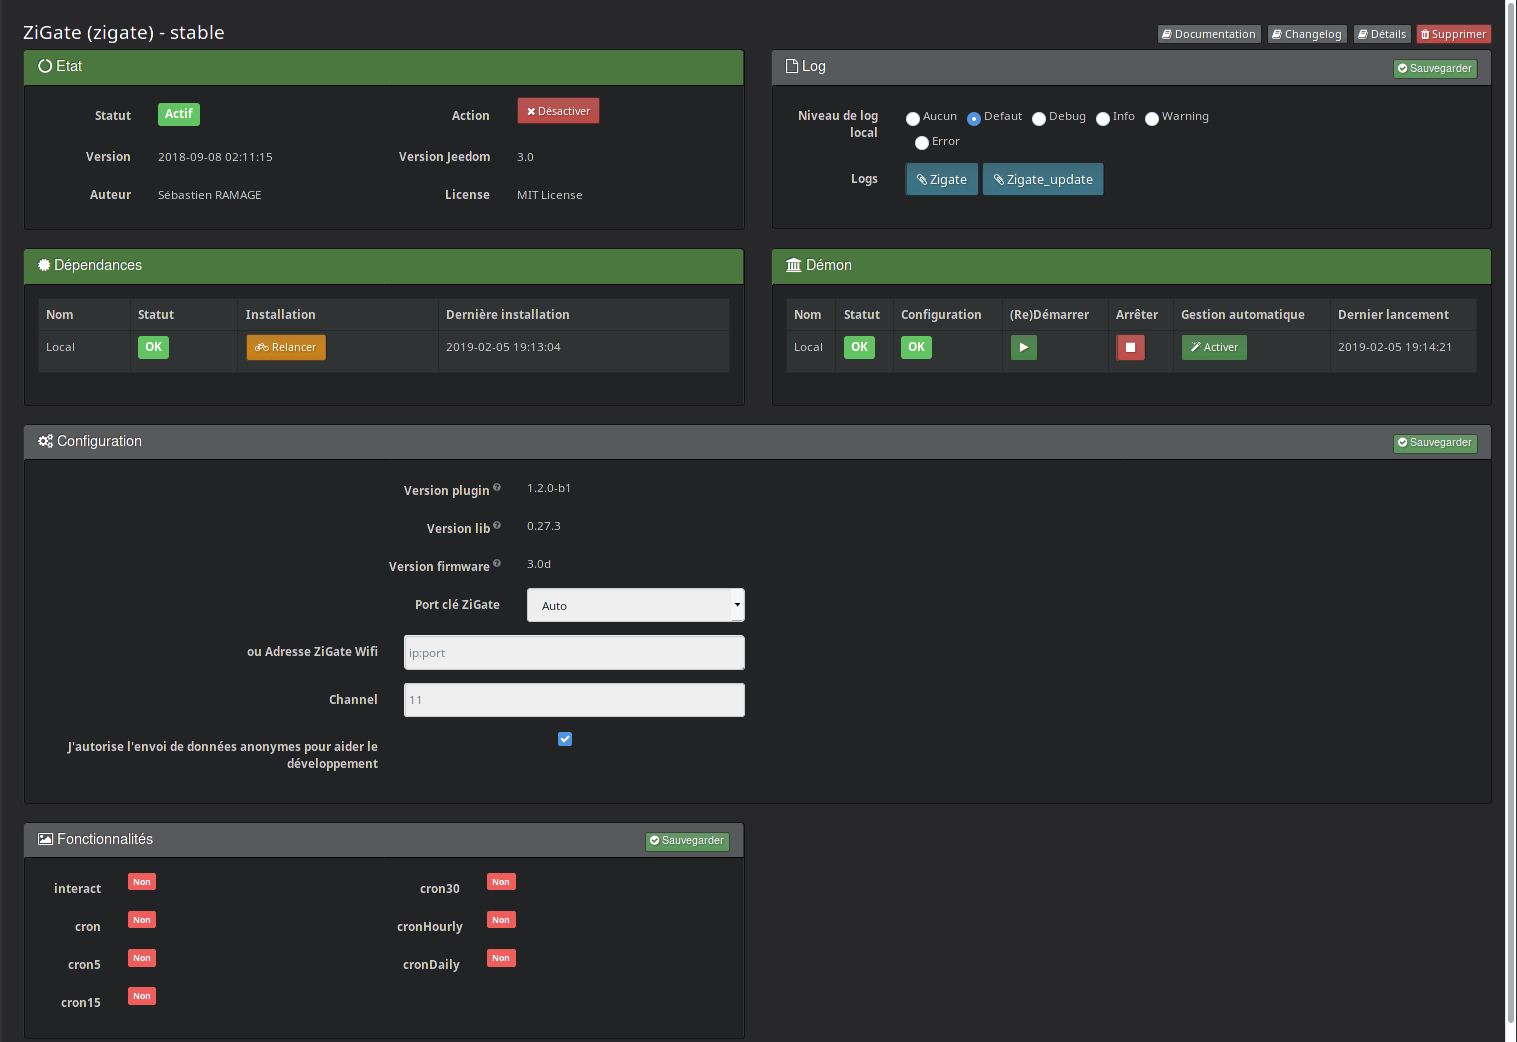 ZiGate (zigate) - stable
Documentation Changelog Détails Supprimer
Etat
Statut Actif Action Désactiver
Version 2018-09-08 02:11:15 Version Jeedom 3.0
Auteur Sébastien RAMAGE License MIT License
Log Sauvegarder
Niveau de log local Aucun Defaut Debug Info Warning
Error
Logs Zigate Zigate_update
Dépendances
Nom Statut Installation Dernière installation
Local OK Relancer 2019-02-05 19:13:04
Démon
Nom Statut Configuration (Re)Démarrer Arrêter Gestion automatique Dernier lancement
Local OK OK Activer 2019-02-05 19:14:21
Configuration Sauvegarder
Version plugin ? 1.2.0-b1
Version lib ? 0.27.3
Version firmware ? 3.0d
Port clé ZiGate Auto
ou Adresse ZiGate Wifi ip:port
Channel 11
J'autorise l'envoi de données anonymes pour aider le
développement
Fonctionnalités Sauvegarder
interact Non cron30 Non
cron Non cronHourly Non
cron5 Non cronDaily Non
cron15 Non